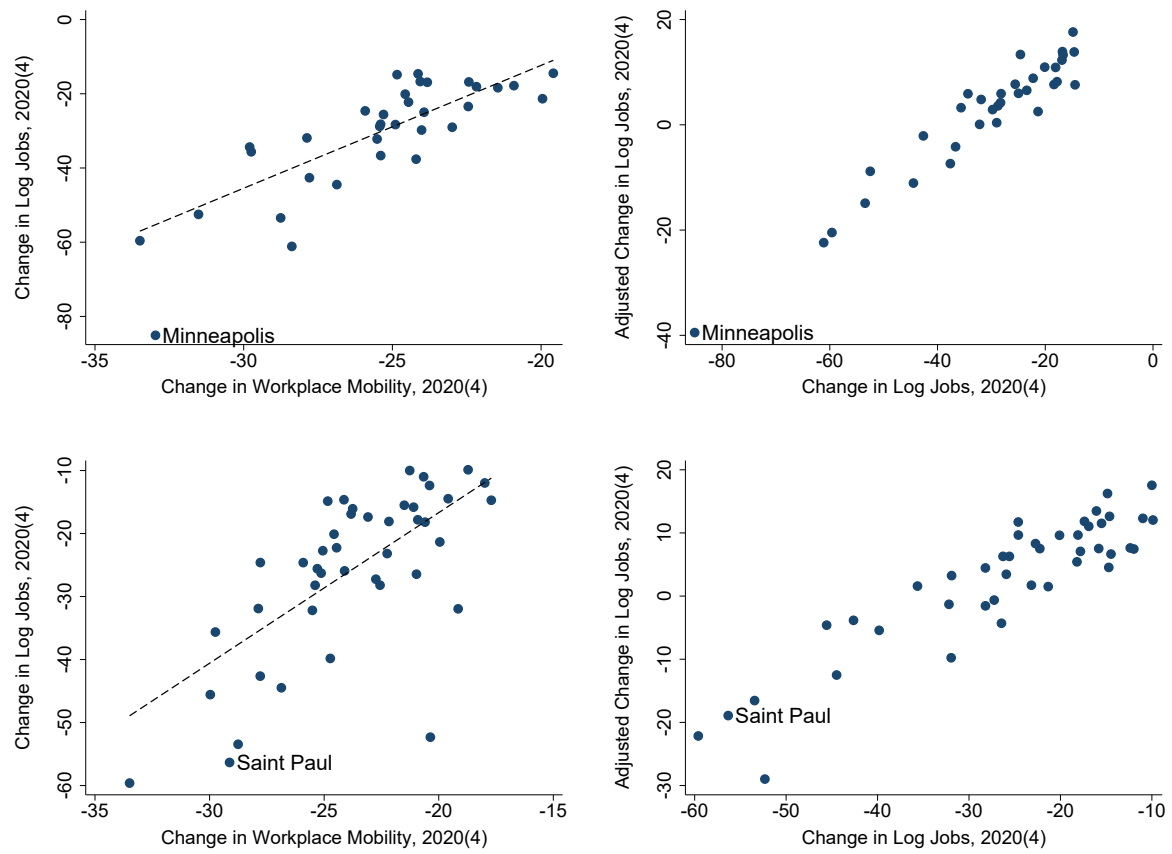 Change in Log Jobs, 2020(4)
0
-20
-40
-60
-80
Minneapolis
-35 -30 -25 -20
Change in Workplace Mobility, 2020(4)
Adjusted Change in Log Jobs, 2020(4)
20
0
-20
-40
Minneapolis
-80 -60 -40 -20 0
Change in Log Jobs, 2020(4)
Change in Log Jobs, 2020(4)
-10
-20
-30
-40
-50
-60
Saint Paul
-35 -30 -25 -20 -15
Change in Workplace Mobility, 2020(4)
Adjusted Change in Log Jobs, 2020(4)
20
10
0
-10
-20
-30
Saint Paul
-60 -50 -40 -30 -20 -10
Change in Log Jobs, 2020(4)